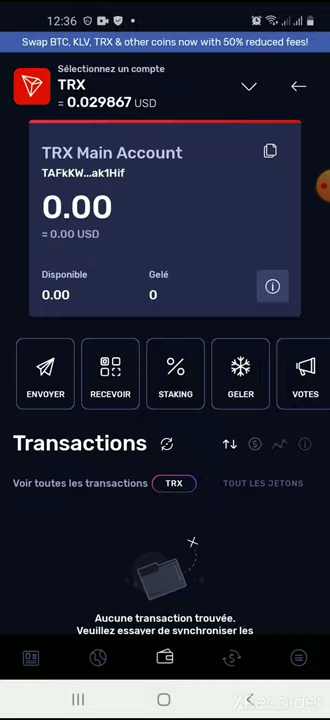 12:36
Swap BTC, KLV, TRX & other coins now with 50% reduced fees!
Sélectionnez un compte
TRX
≈ 0.029867 USD
TRX Main Account
TAFkKW...ak1Hif
0.00
≈ 0.00 USD
Disponible Gelé
0.00 0
ENVOYER RECEVOIR STAKING GELER VOTES
Transactions
Voir toutes les transactions TRX TOUT LES JETONS
Aucune transaction trouvée.
Veuillez essayer de synchroniser les
XRecorder